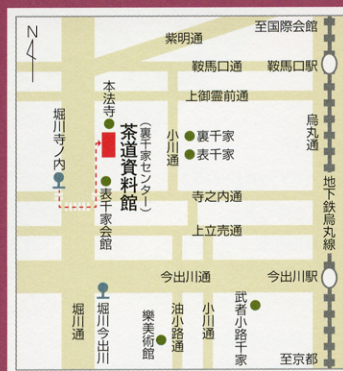 N
至国際会館
紫明通
鞍馬口通
鞍馬口駅
上御霊前通
烏丸通
本法寺
(裏千家センター)
茶道資料館
小川通
裏千家
表千家
堀川寺ノ内
表千家会館
寺之内通
上立売通
地下鉄烏丸線
今出川通
今出川駅
堀川通
堀川今出川
樂美術館
油小路通
小川通
武者小路千家
至京都